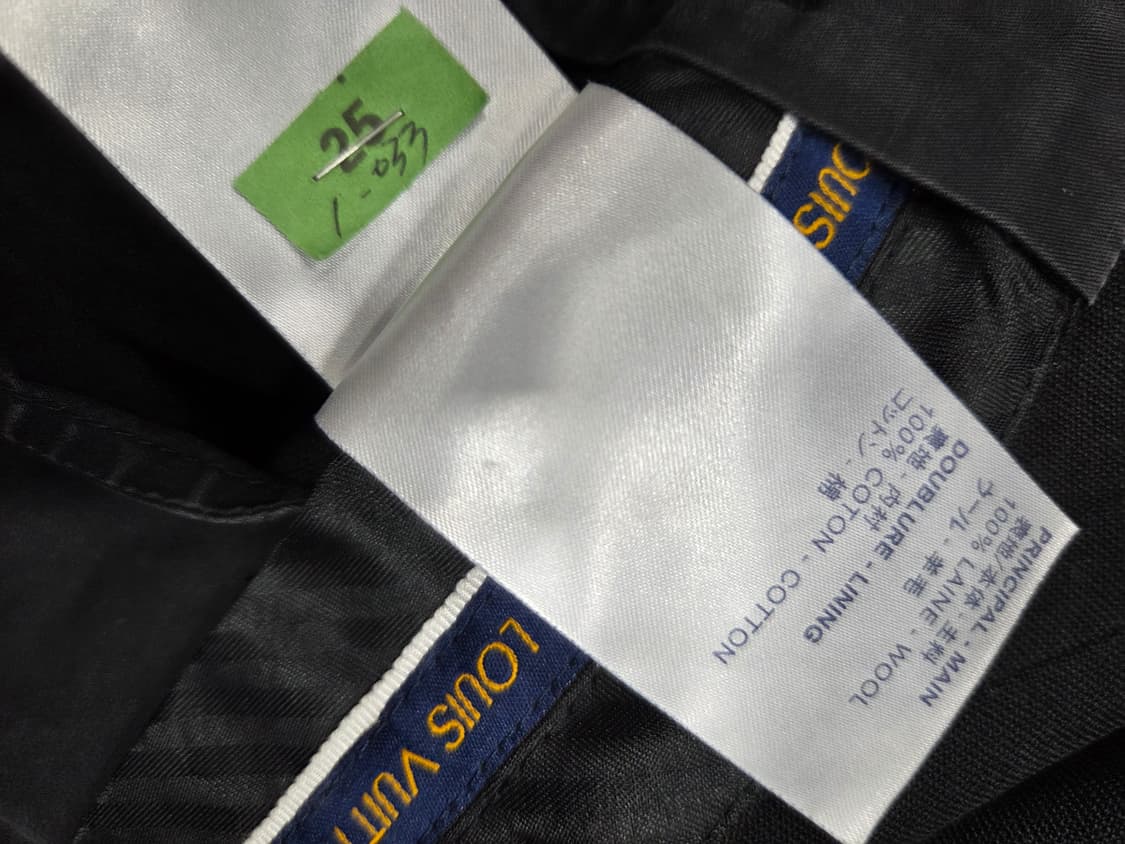 25
1-033
LOUIS
LOUIS VUITT
PRINCIPAL - MAIN
表地/本体・主料
100% LAINE - WOOL
ウール・羊毛
DOUBLURE - LINING
裏地・内村
100% COTON - COTTON
コットン・棉